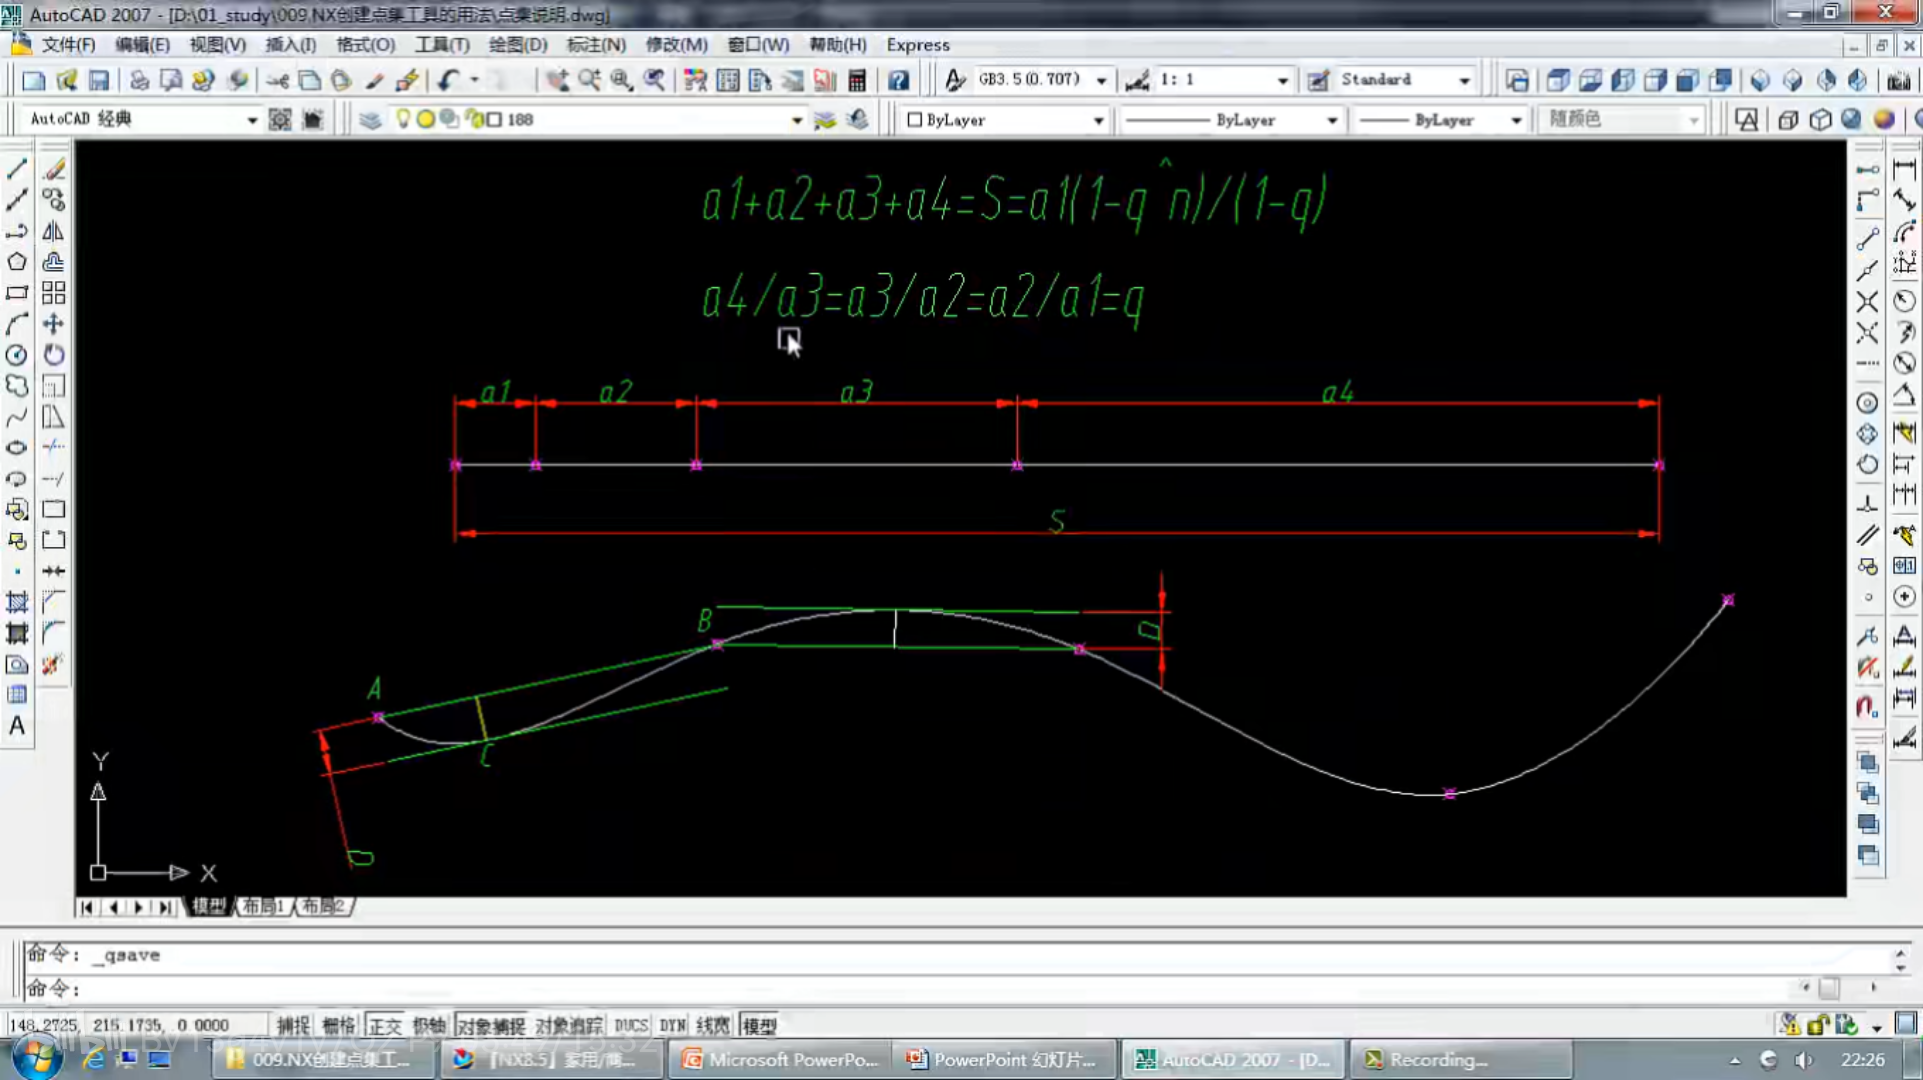 AutoCAD 2007 - [D:\01_study\009.NX创建点集工具的用法\点集说明.dwg]
文件(F) 编辑(E) 视图(V) 插入(I) 格式(O) 工具(T) 绘图(D) 标注(N) 修改(M) 窗口(W) 帮助(H) Express
GB3.5(0.707) 1: 1 Standard
AutoCAD 经典 188 ByLayer ByLayer ByLayer 随颜色
a1+a2+a3+a4=S=a1(1-q^n)/(1-q)
a4/a3=a3/a2=a2/a1=q
a1 a2 a3 a4
S
B D
A
C
D
Y
X
模型 布局1 布局2
命令: _qsave
命令:
148.2725, 215.1735, 0.0000 捕捉 栅格 正交 极轴 对象捕捉 对象追踪 DUCS DYN 线宽 模型
009.NX创建点集工... 『NX8.5』家用/商... Microsoft PowerPo... PowerPoint 幻灯片... AutoCAD 2007 - [D... Recording... 22:26